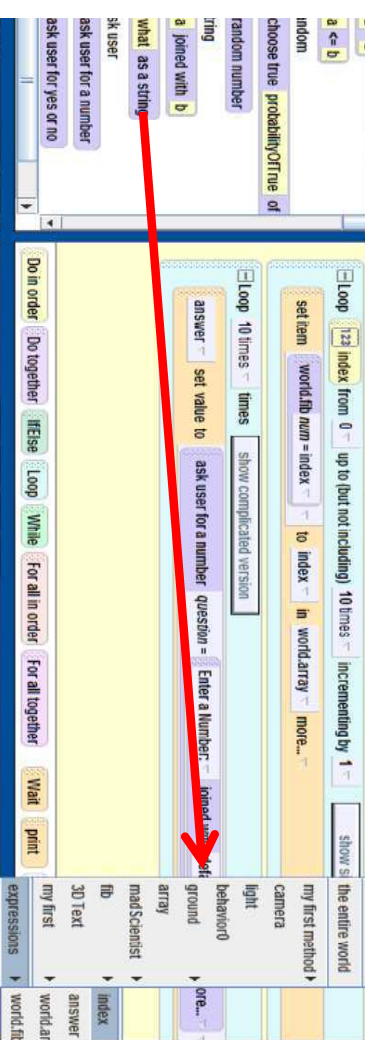 a <= b
ndom
choose true probabilityOfTrue of
random number
ring
a joined with b
what as a string
sk user
ask user for a number
ask user for yes or no
Loop 123 index from 0 up to (but not including) 10 times incrementing by 1 show
set item world.fib num = index to index in world.array more...
Loop 10 times times show complicated version
answer set value to ask user for a number question = Enter a Number: joined
Do in order Do together If/Else Loop While For all in order For all together Wait print
the entire world
my first method
camera
light
behavior0
ground
array
madScientist
fib
3D Text
my first
expressions
ore...
index
answer
world.ar
world.fib